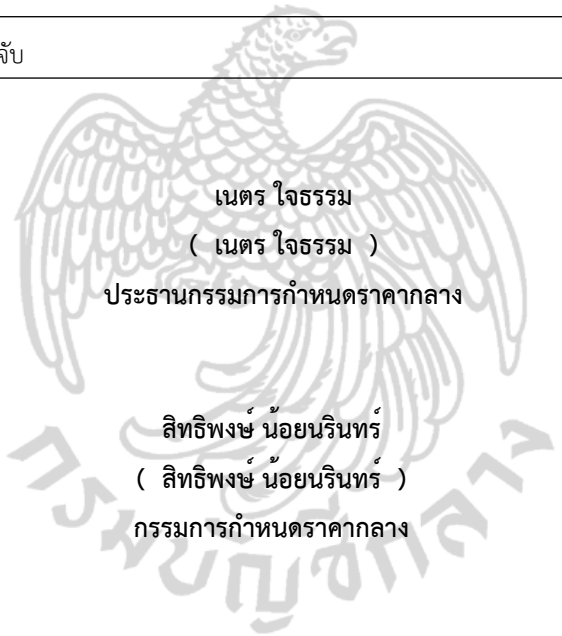 เนตร ใจธรรม
( เนตร ใจธรรม )
ประธานกรรมการกำหนดราคากลาง
สิทธิพงษ์ น้อยนรินทร์
( สิทธิพงษ์ น้อยนรินทร์ )
กรรมการกำหนดราคากลาง
กรมบัญชีกลาง